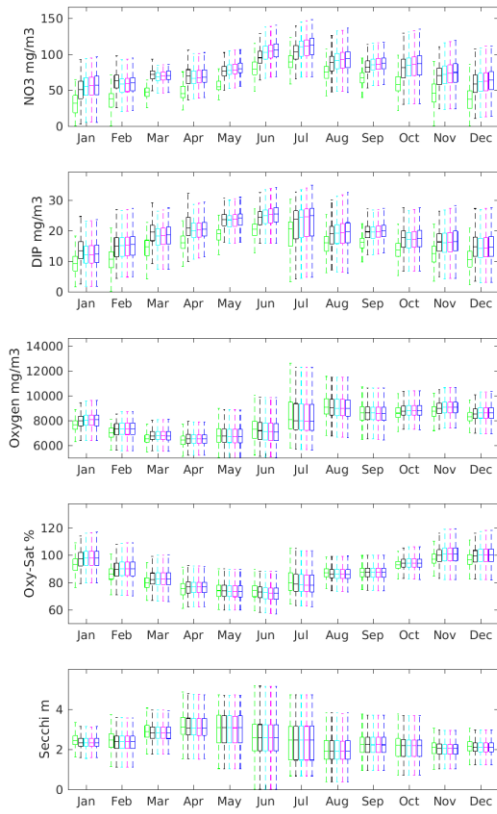 NO3 mg/m3
150
100
50
0
Jan Feb Mar Apr May Jun Jul Aug Sep Oct Nov Dec
DIP mg/m3
30
20
10
0
Jan Feb Mar Apr May Jun Jul Aug Sep Oct Nov Dec
Oxygen mg/m3
14000
12000
10000
8000
6000
Jan Feb Mar Apr May Jun Jul Aug Sep Oct Nov Dec
Oxy-Sat %
120
100
80
60
Jan Feb Mar Apr May Jun Jul Aug Sep Oct Nov Dec
Secchi m
4
2
0
Jan Feb Mar Apr May Jun Jul Aug Sep Oct Nov Dec